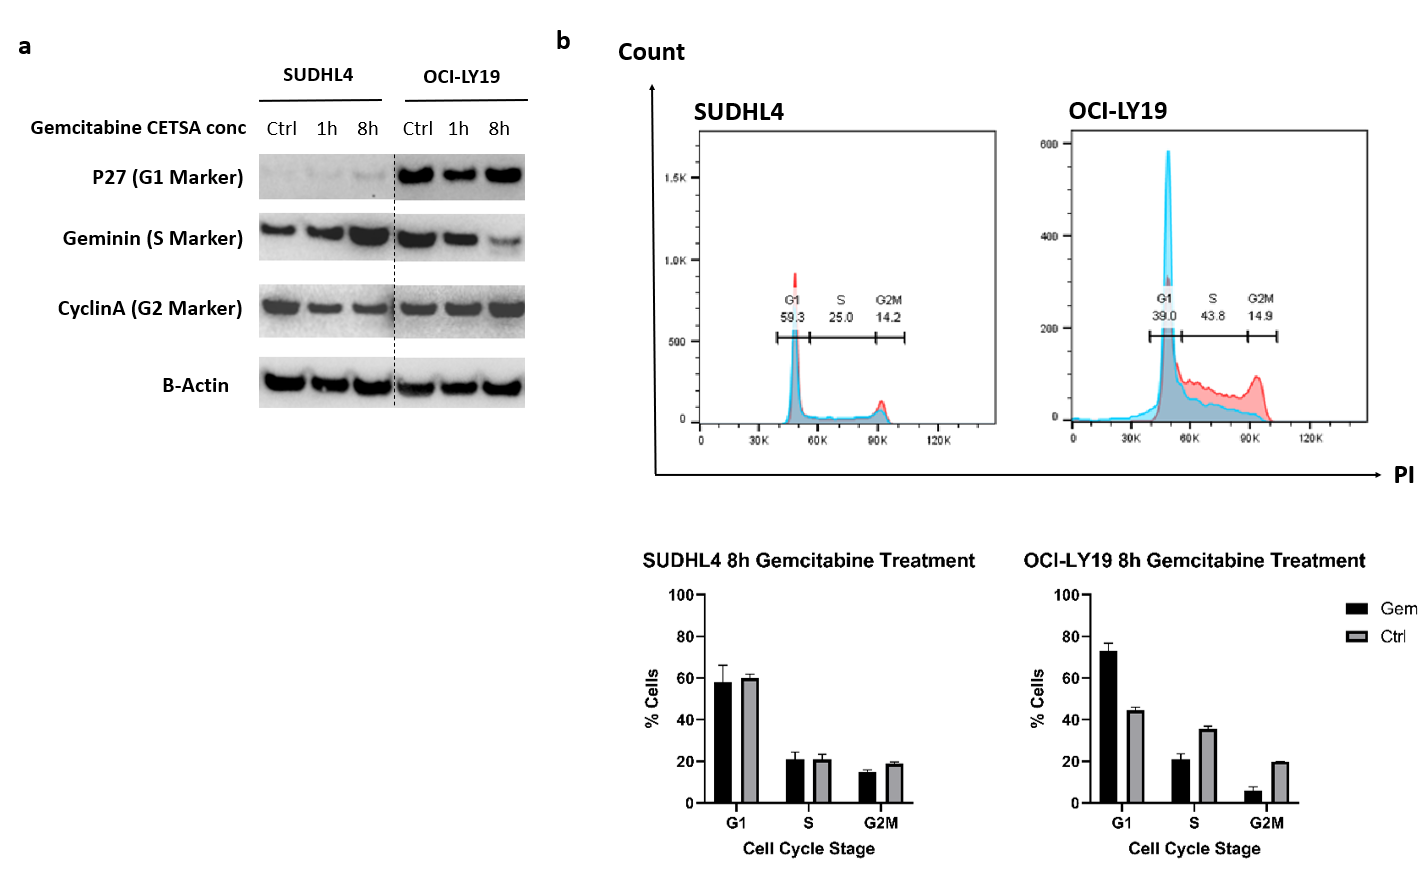 a
SUDHL4 OCI-LY19
Gemcitabine CETSA conc Ctrl 1h 8h Ctrl 1h 8h
P27 (G1 Marker)
Geminin (S Marker)
CyclinA (G2 Marker)
B-Actin
b
Count
SUDHL4
1.5K
1.0K
500
0
G1 S G2M
59.3 25.0 14.2
0 30K 60K 90K 120K
OCI-LY19
600
400
200
0
G1 S G2M
39.0 43.8 14.9
0 30K 60K 90K 120K
PI
SUDHL4 8h Gemcitabine Treatment
100
80
60
40
20
0
% Cells
G1 S G2M
Cell Cycle Stage
OCI-LY19 8h Gemcitabine Treatment
100
80
60
40
20
0
% Cells
G1 S G2M
Cell Cycle Stage
Gem
Ctrl